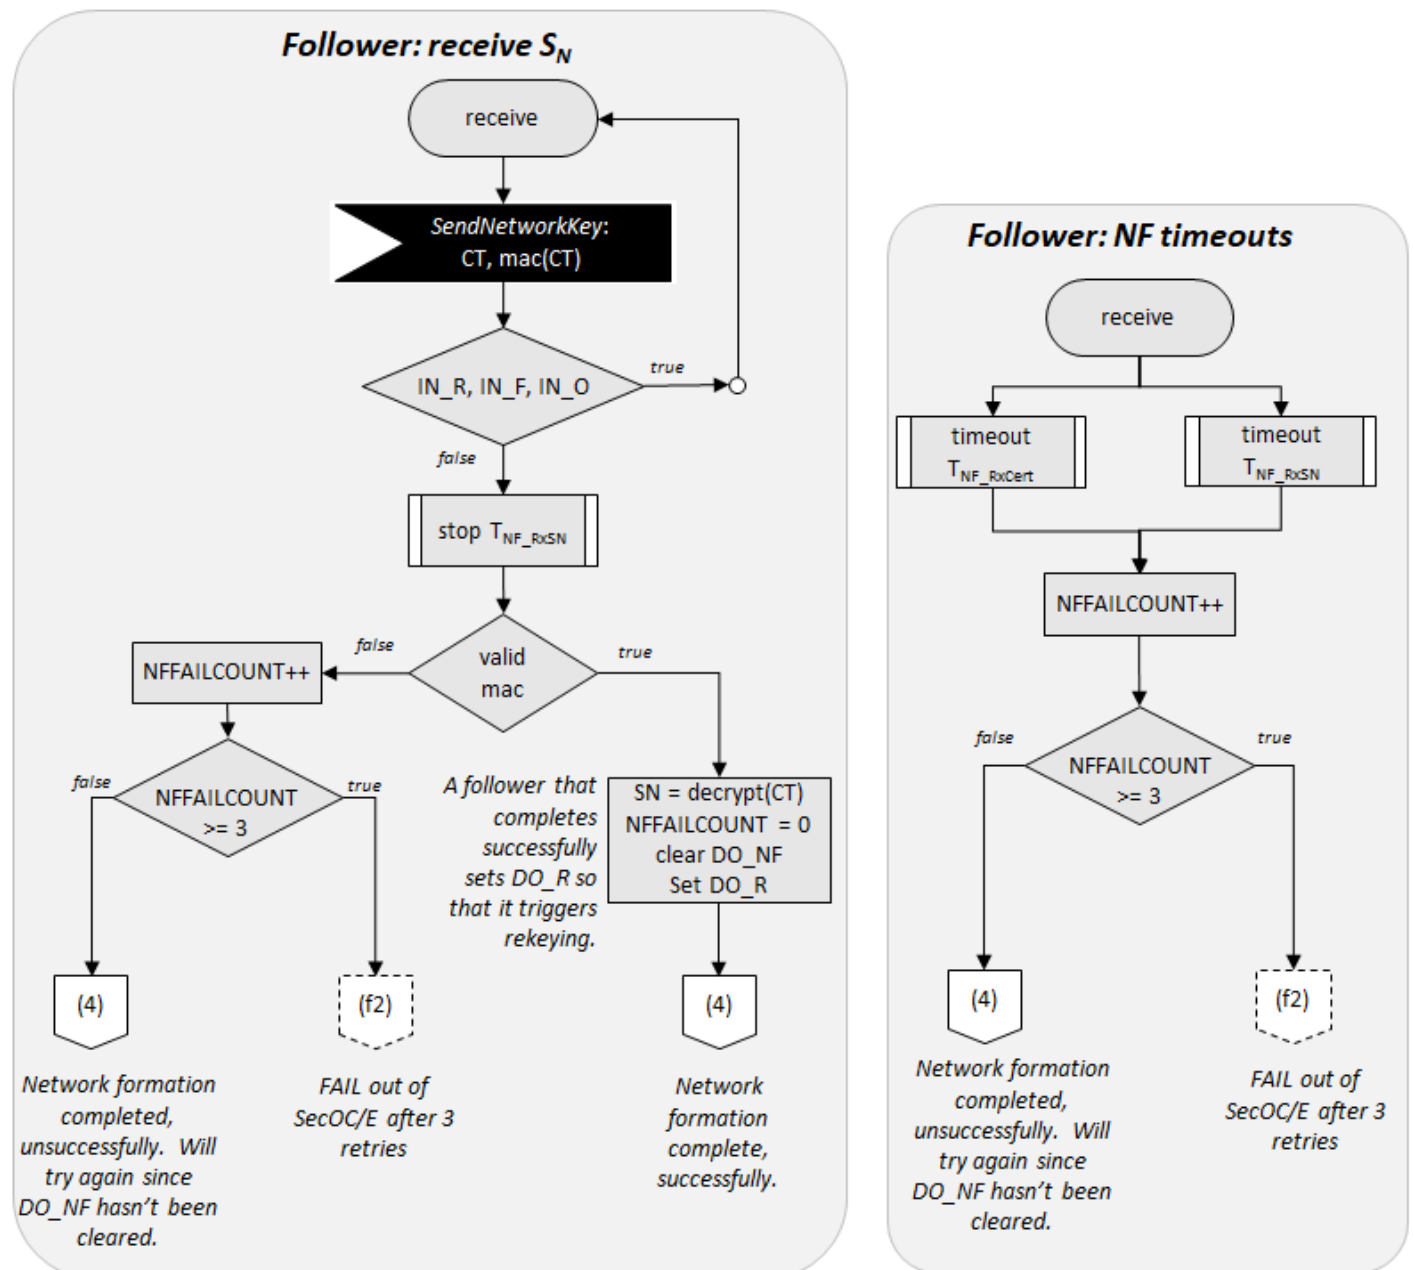 Follower: receive SN
receive
SendNetworkKey:
CT, mac(CT)
IN_R, IN_F, IN_O
true
false
stop TNF_RxSN
valid
mac
false
true
NFFAILCOUNT++
NFFAILCOUNT
>= 3
false
true
A follower that
completes
successfully
sets DO_R so
that it triggers
rekeying.
SN = decrypt(CT)
NFFAILCOUNT = 0
clear DO_NF
Set DO_R
(4)
(f2)
(4)
Network formation
completed,
unsuccessfully. Will
try again since
DO_NF hasn't been
cleared.
FAIL out of
SecOC/E after 3
retries
Network
formation
complete,
successfully.
Follower: NF timeouts
receive
timeout
TNF_RxCert
timeout
TNF_RxSN
NFFAILCOUNT++
false
true
NFFAILCOUNT
>= 3
(4)
(f2)
Network formation
completed,
unsuccessfully. Will
try again since
DO_NF hasn't been
cleared.
FAIL out of
SecOC/E after 3
retries